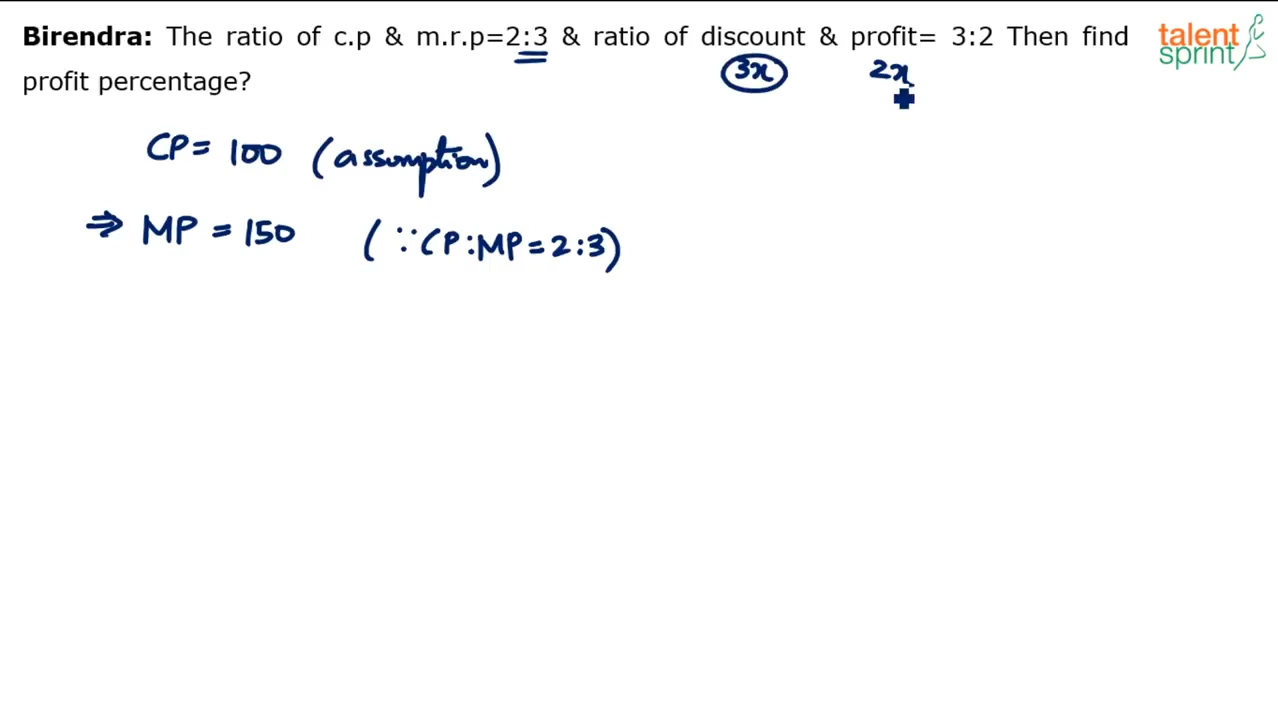 Birendra: The ratio of c.p & m.r.p=2:3 & ratio of discount & profit= 3:2 Then find
talent
sprint
3x 2x
profit percentage?
CP= 100 (assumption)
⇒ MP = 150 (∵CP:MP=2:3)